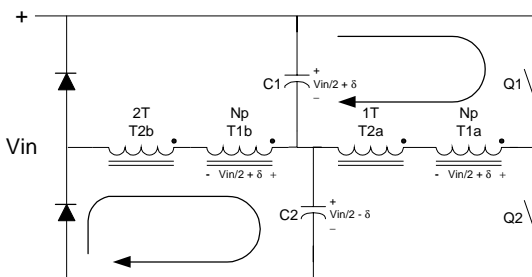 +
C1
+
Vin/2 + δ
–
Q1
2T
T2b
Np
T1b
1T
T2a
Np
T1a
Vin
- Vin/2 + δ +
- Vin/2 + δ +
C2
+
Vin/2 - δ
–
Q2